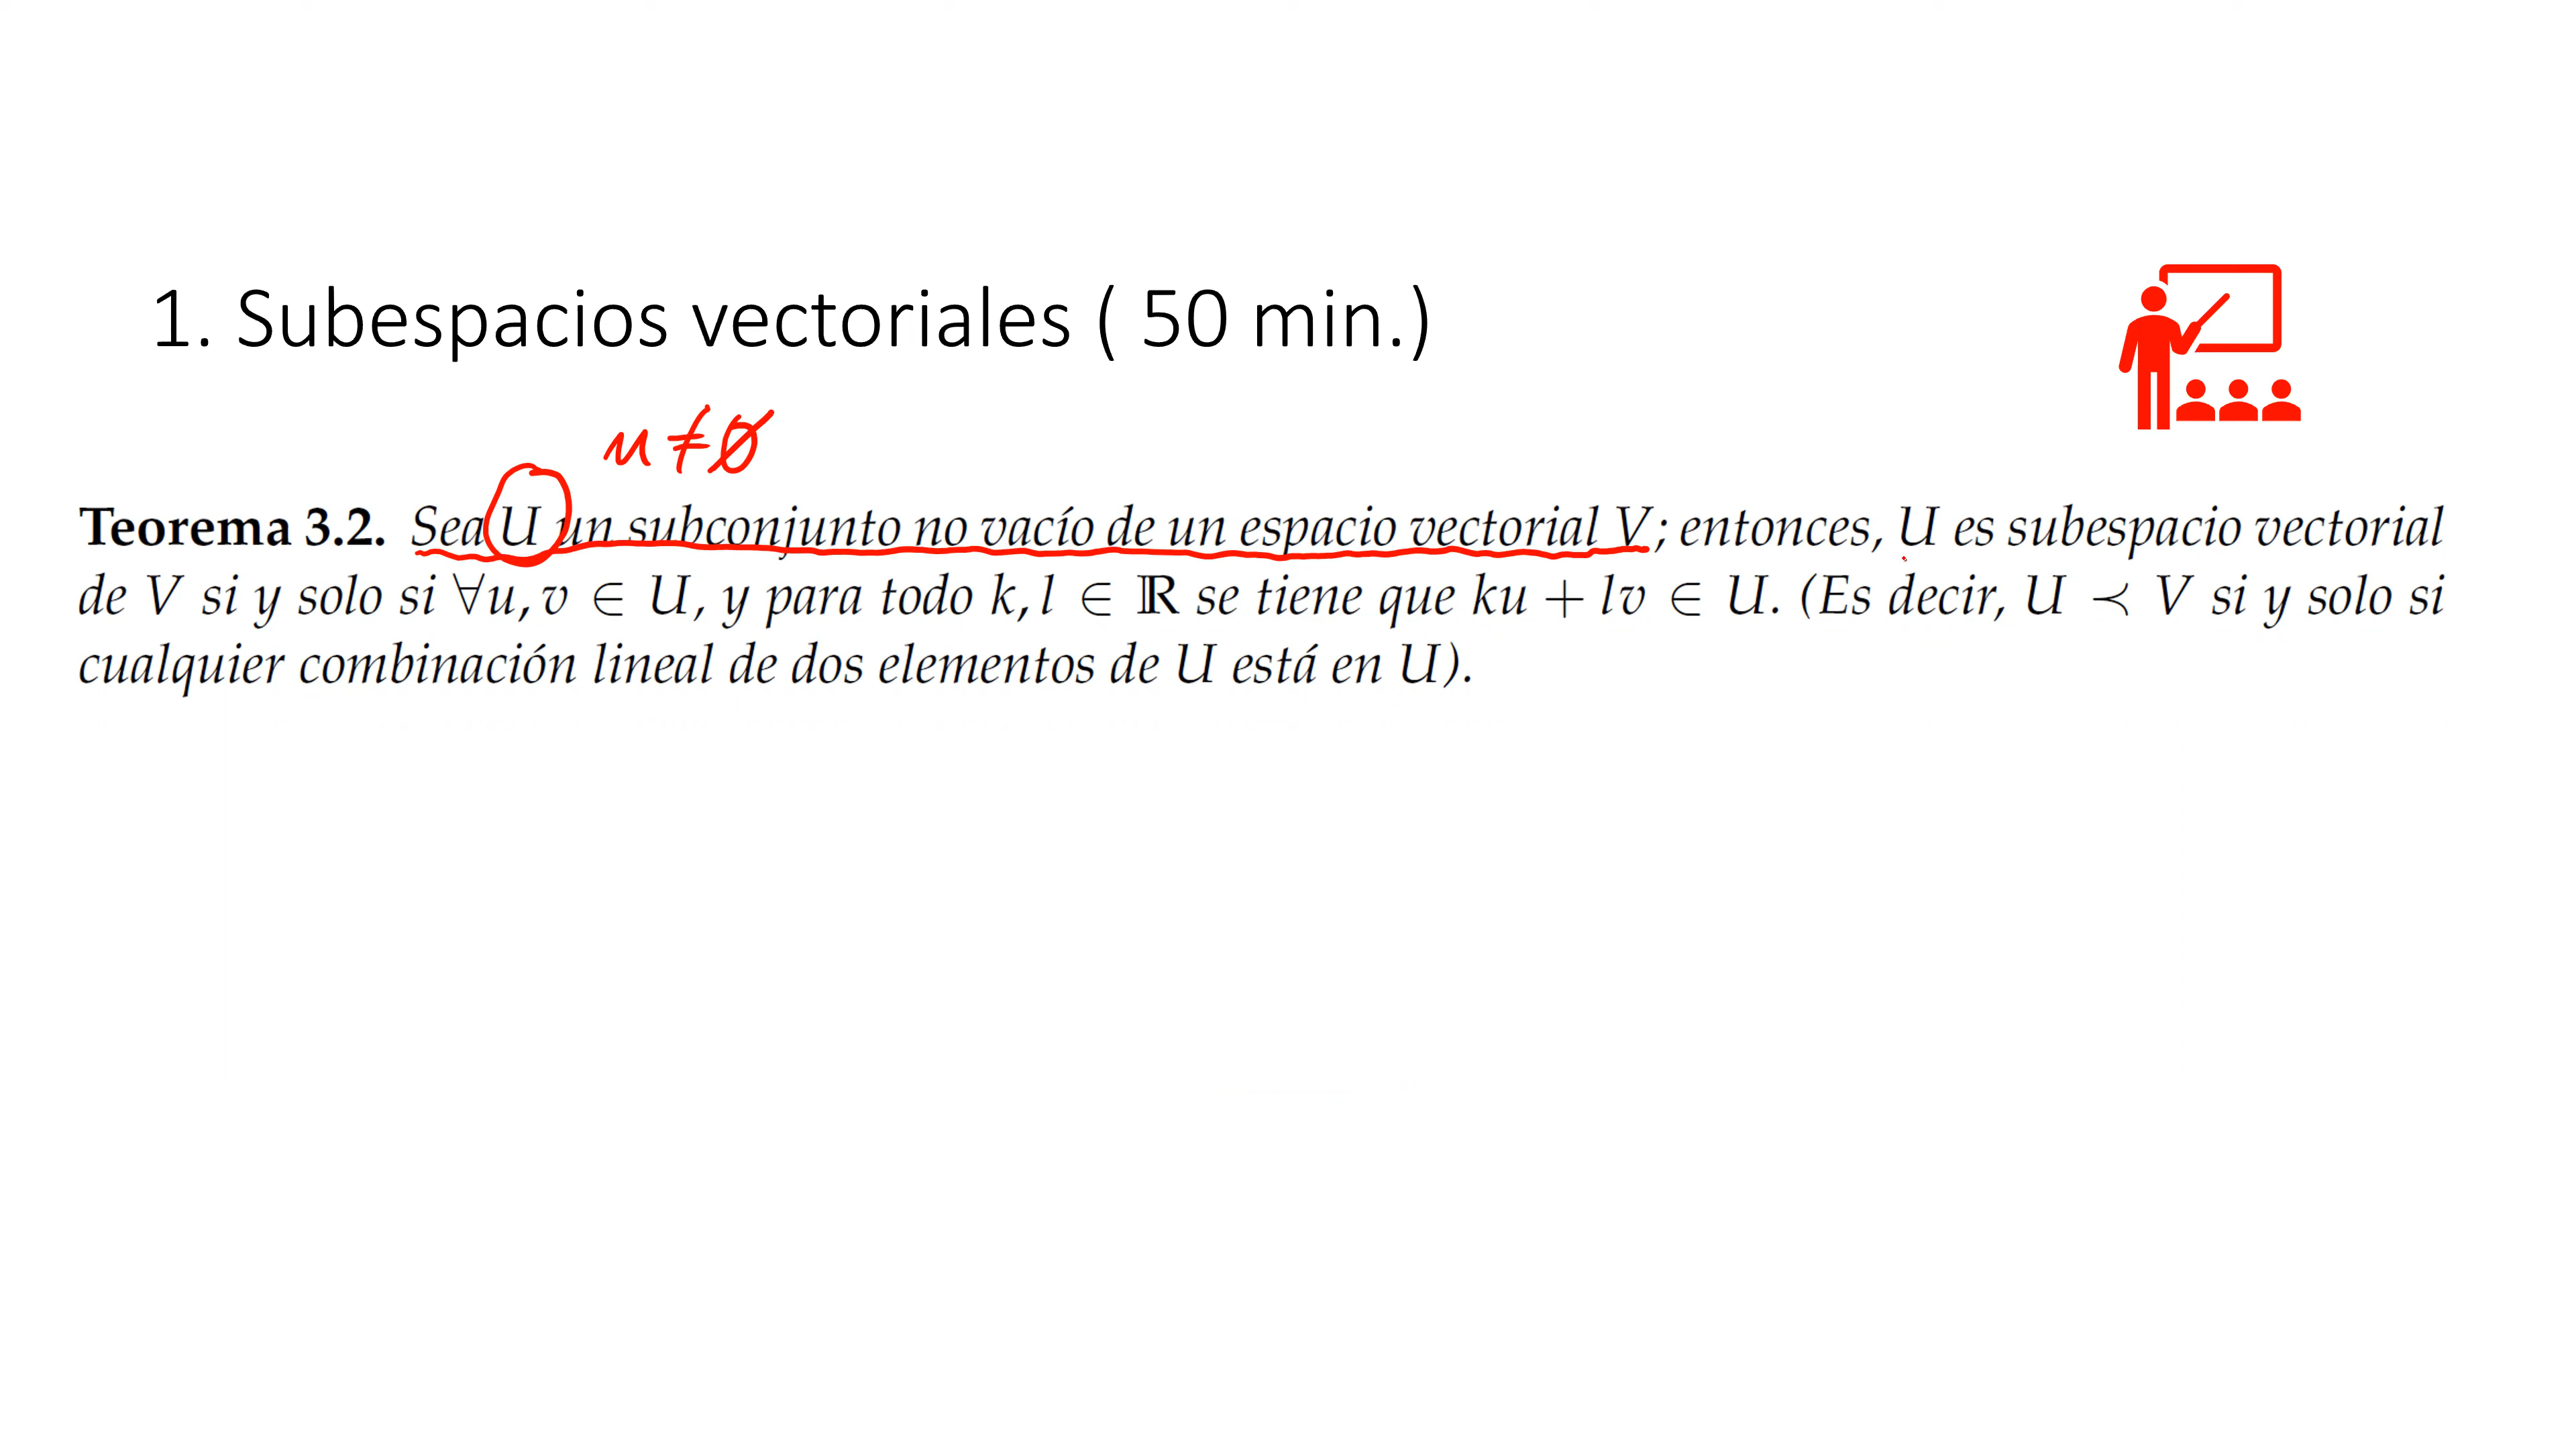 1. Subespacios vectoriales ( 50 min.)
u ≠ ∅
Teorema 3.2. Sea U un subconjunto no vacío de un espacio vectorial V; entonces, U es subespacio vectorial
de V si y solo si ∀u, v ∈ U, y para todo k, l ∈ ℝ se tiene que ku + lv ∈ U. (Es decir, U ≺ V si y solo si
cualquier combinación lineal de dos elementos de U está en U).